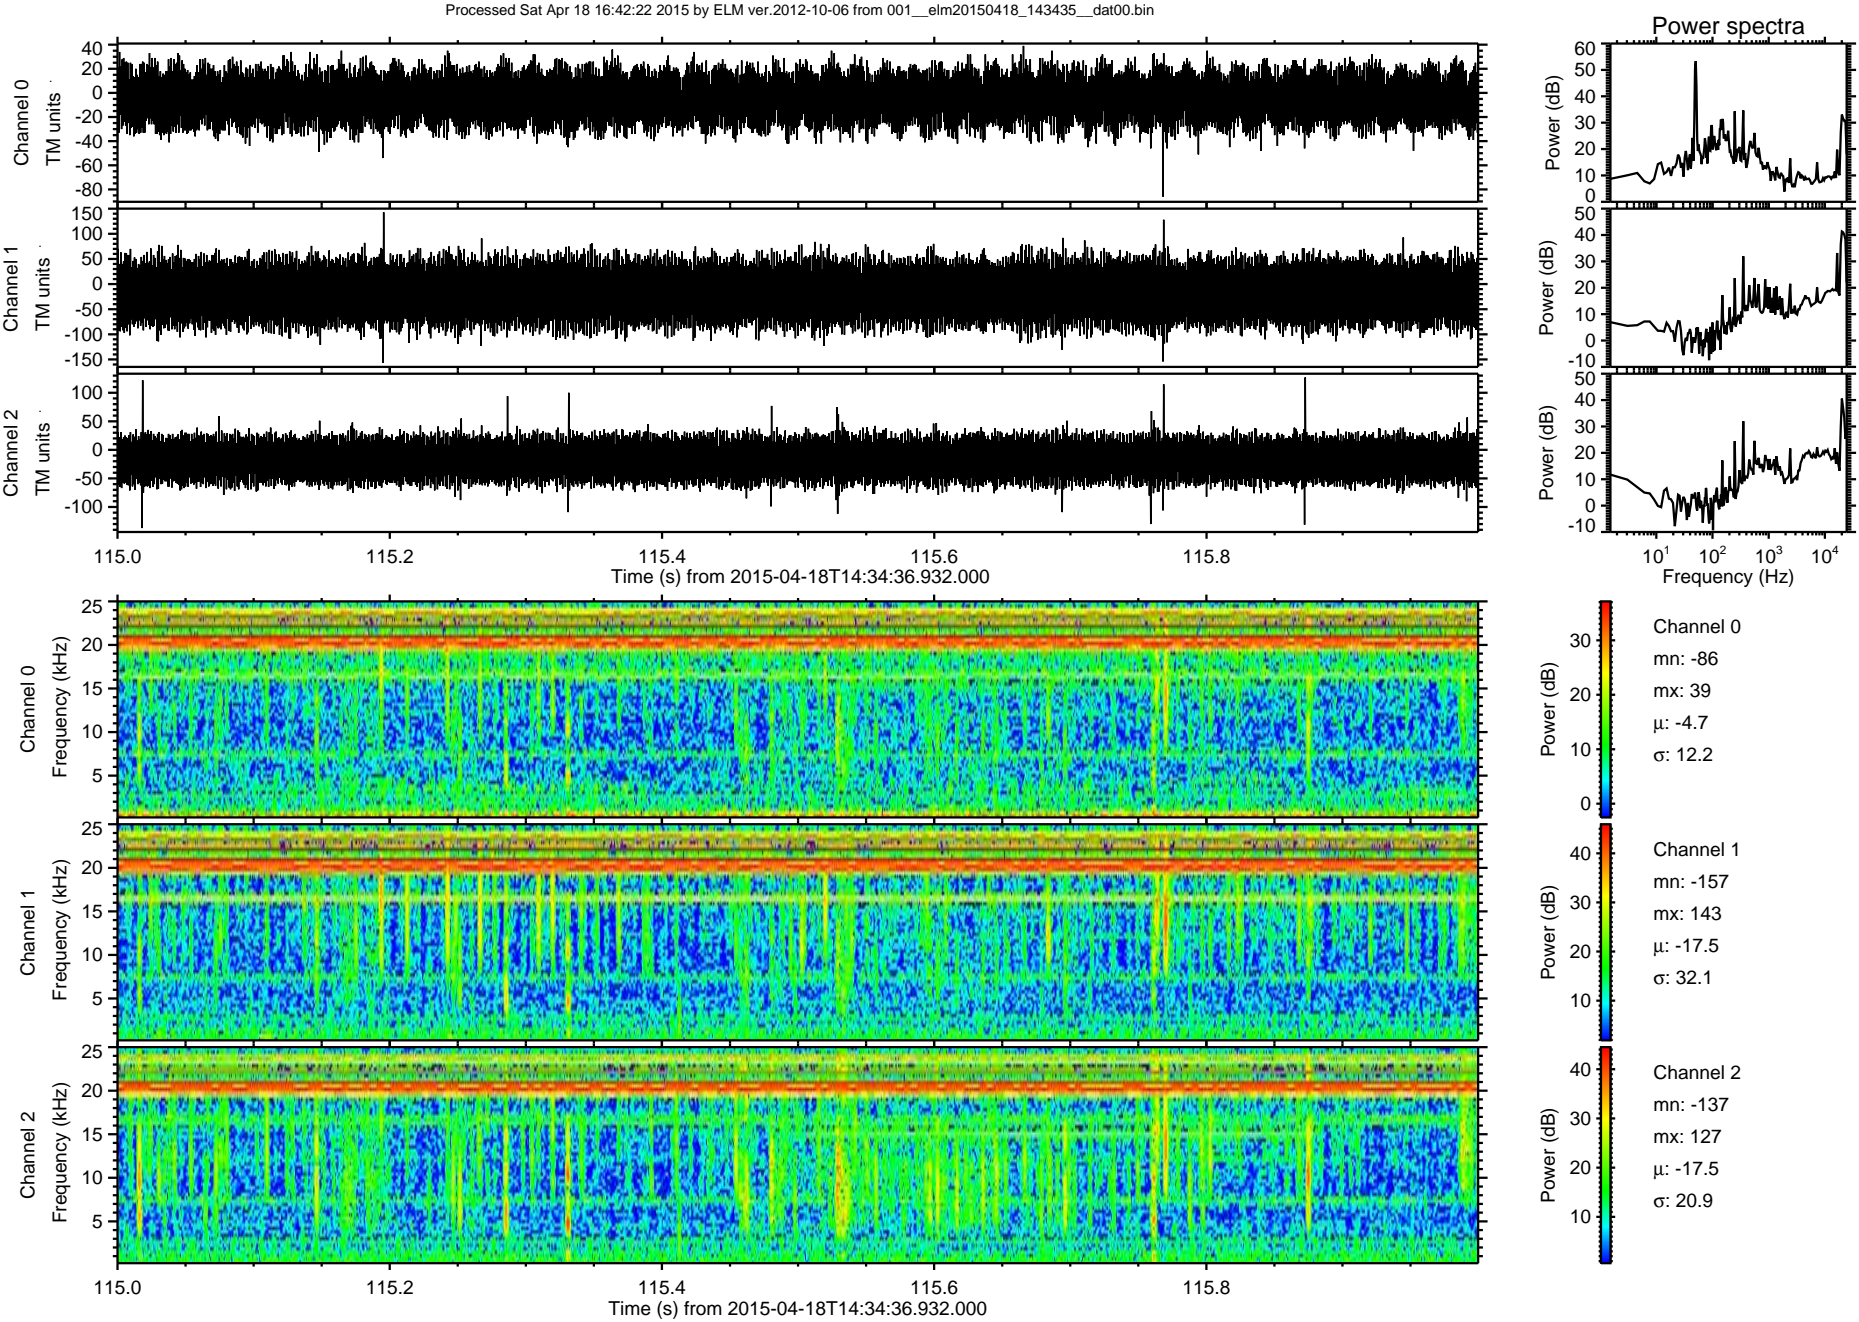 Processed Sat Apr 18 16:42:22 2015 by ELM ver.2012-10-06 from 001__elm20150418_143435__dat00.bin
Power spectra
Channel 0
TM units
40
20
0
-20
-40
-60
-80
Power (dB)
60
50
40
30
20
10
0
Channel 1
TM units
150
100
50
0
-50
-100
-150
Power (dB)
50
40
30
20
10
0
-10
Channel 2
TM units
100
50
0
-50
-100
Power (dB)
50
40
30
20
10
0
-10
115.0 115.2 115.4 115.6 115.8
Time (s) from 2015-04-18T14:34:36.932.000
10^1 10^2 10^3 10^4
Frequency (Hz)
Channel 0
Frequency (kHz)
25
20
15
10
5
Power (dB)
30
20
10
0
Channel 0
mn: -86
mx: 39
μ: -4.7
σ: 12.2
Channel 1
Frequency (kHz)
25
20
15
10
5
Power (dB)
40
30
20
10
Channel 1
mn: -157
mx: 143
μ: -17.5
σ: 32.1
Channel 2
Frequency (kHz)
25
20
15
10
5
Power (dB)
40
30
20
10
Channel 2
mn: -137
mx: 127
μ: -17.5
σ: 20.9
115.0 115.2 115.4 115.6 115.8
Time (s) from 2015-04-18T14:34:36.932.000